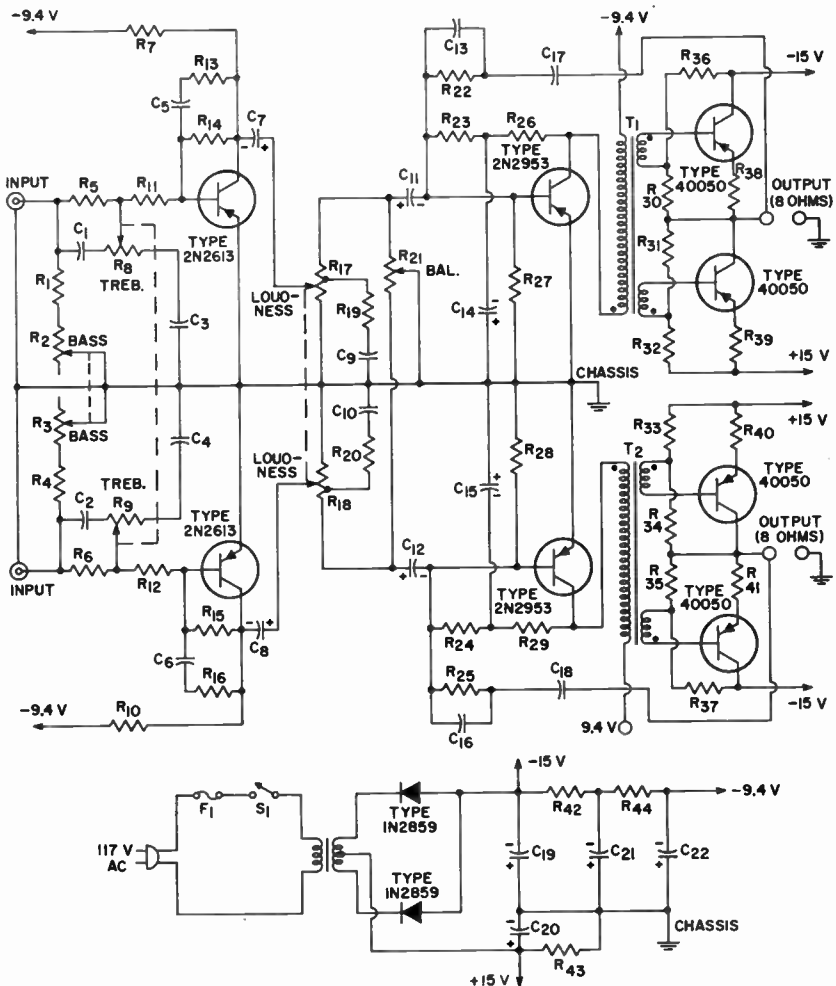 -9.4 V
R7
R13
C5
R14
C7
- +
INPUT
R5
R11
TYPE
2N2613
C1
R8
TREB.
R1
R2
BASS
C3
R3
BASS
C4
R4
C2
TREB.
R9
TYPE
2N2613
INPUT
R6
R12
R15
C6
R16
- +
C8
-9.4 V
R10
C13
C17
R22
R23
R26
TYPE
2N2953
C11
+ -
LOUO-
NESS
R17
R21
BAL.
R19
R27
C14
-
+
C9
CHASSIS
C10
R20
LOUO-
NESS
R18
R28
C15
+
-
C12
+ -
TYPE
2N2953
R24
R29
R25
C18
C16
-9.4 V
R36
-15 V
T1
TYPE
40050
R38
R
30
OUTPUT
(8 OHMS)
R31
TYPE
40050
R32
R39
+15 V
+15 V
R33
R40
T2
TYPE
40050
R
34
OUTPUT
(8 OHMS)
R
35
TYPE
40050
R
41
R37
-15 V
9.4 V
F1
S1
117 V
AC
TYPE
1N2859
TYPE
1N2859
-15 V
R42
R44
-9.4 V
-
+
C19
-
+
C21
-
+
C22
-
+
C20
CHASSIS
R43
+15 V